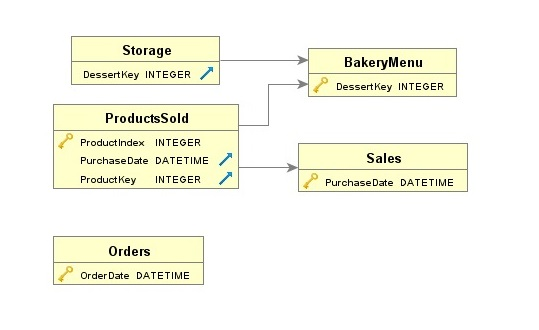 Storage
DessertKey INTEGER
BakeryMenu
DessertKey INTEGER
ProductsSold
ProductIndex INTEGER
PurchaseDate DATETIME
ProductKey INTEGER
Sales
PurchaseDate DATETIME
Orders
OrderDate DATETIME